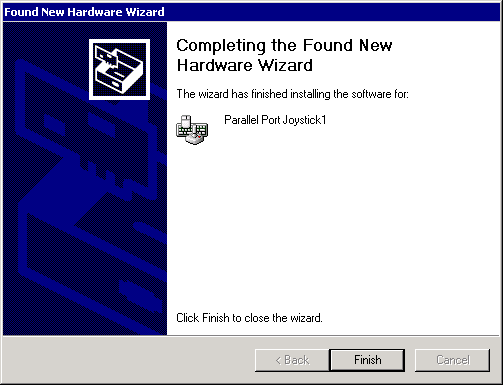 Found New Hardware Wizard
Completing the Found New
Hardware Wizard
The wizard has finished installing the software for:
Parallel Port Joystick1
Click Finish to close the wizard.
< Back
Finish
Cancel